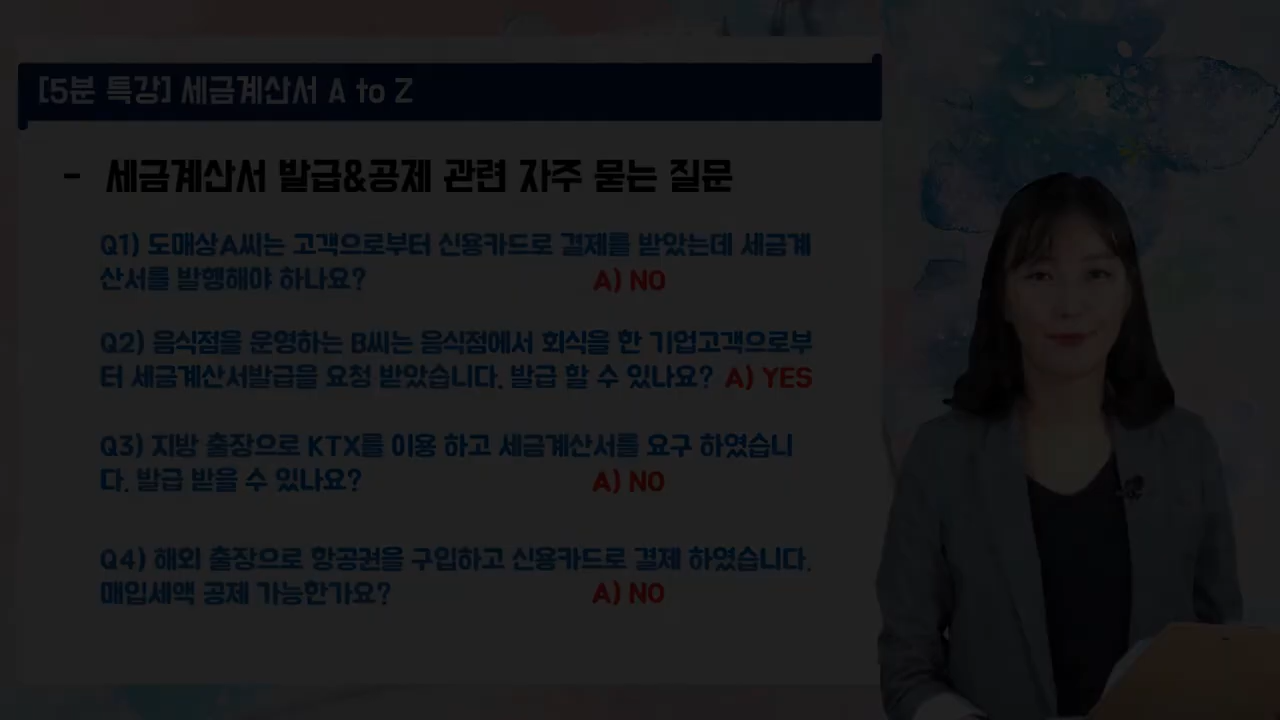 [5분 특강] 세금계산서 A to Z
- 세금계산서 발급&공제 관련 자주 묻는 질문
Q1) 도매상A씨는 고객으로부터 신용카드로 결제를 받았는데 세금계
산서를 발행해야 하나요? A) NO
Q2) 음식점을 운영하는 B씨는 음식점에서 회식을 한 기업고객으로부
터 세금계산서발급을 요청 받았습니다. 발급 할 수 있나요? A) YES
Q3) 지방 출장으로 KTX를 이용 하고 세금계산서를 요구 하였습니
다. 발급 받을 수 있나요? A) NO
Q4) 해외 출장으로 항공권을 구입하고 신용카드로 결제 하였습니다.
매입세액 공제 가능한가요? A) NO